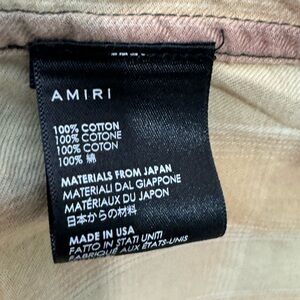 AMIRI
100% COTTON
100% COTONE
100% COTON
100% 綿
MATERIALS FROM JAPAN
MATERIALI DAL GIAPPONE
MATÉRIAUX DU JAPON
日本からの材料
MADE IN USA
FATTO IN STATI UNITI
FABRIQUÉ AUX ÉTATS-UNIS